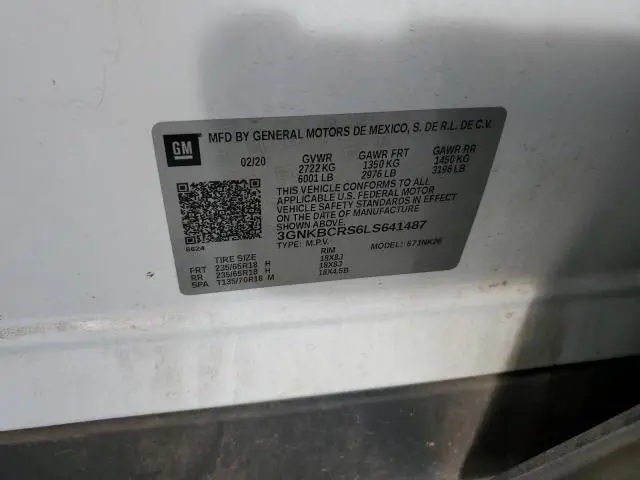 GM
MFD BY GENERAL MOTORS DE MEXICO, S. DE R.L. DE C.V.
02/20 GVWR GAWR FRT GAWR RR
2722 KG 1350 KG 1450 KG
6001 LB 2976 LB 3196 LB
THIS VEHICLE CONFORMS TO ALL
APPLICABLE U.S. FEDERAL MOTOR
VEHICLE SAFETY STANDARDS IN EFFECT
ON THE DATE OF MANUFACTURE
SHOWN ABOVE.
3GNKBCRS6LS641487
6624
TYPE: M.P.V. MODEL: 671NK26
TIRE SIZE RIM
FRT 235/65R18 H 18X8J
RR 235/65R18 H 18X8J
SPA T135/70R18 M 18X4.5B